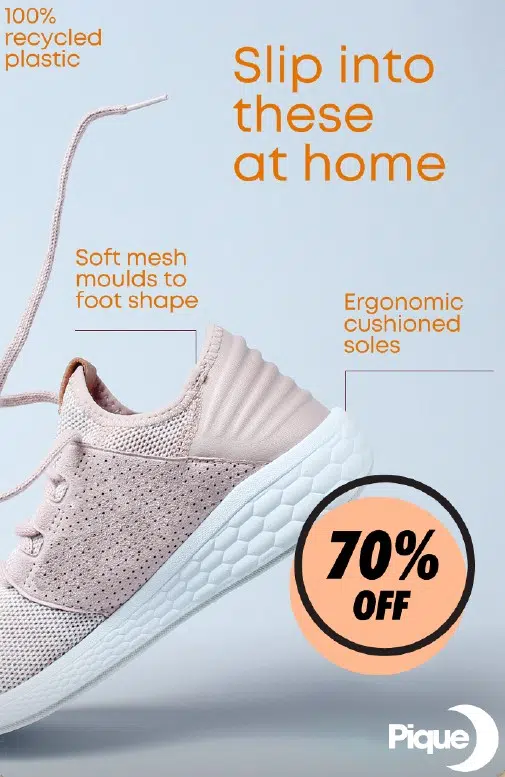 100%
recycled
plastic
Slip into
these
at home
Soft mesh
moulds to
foot shape
Ergonomic
cushioned
soles
70%
OFF
Pique